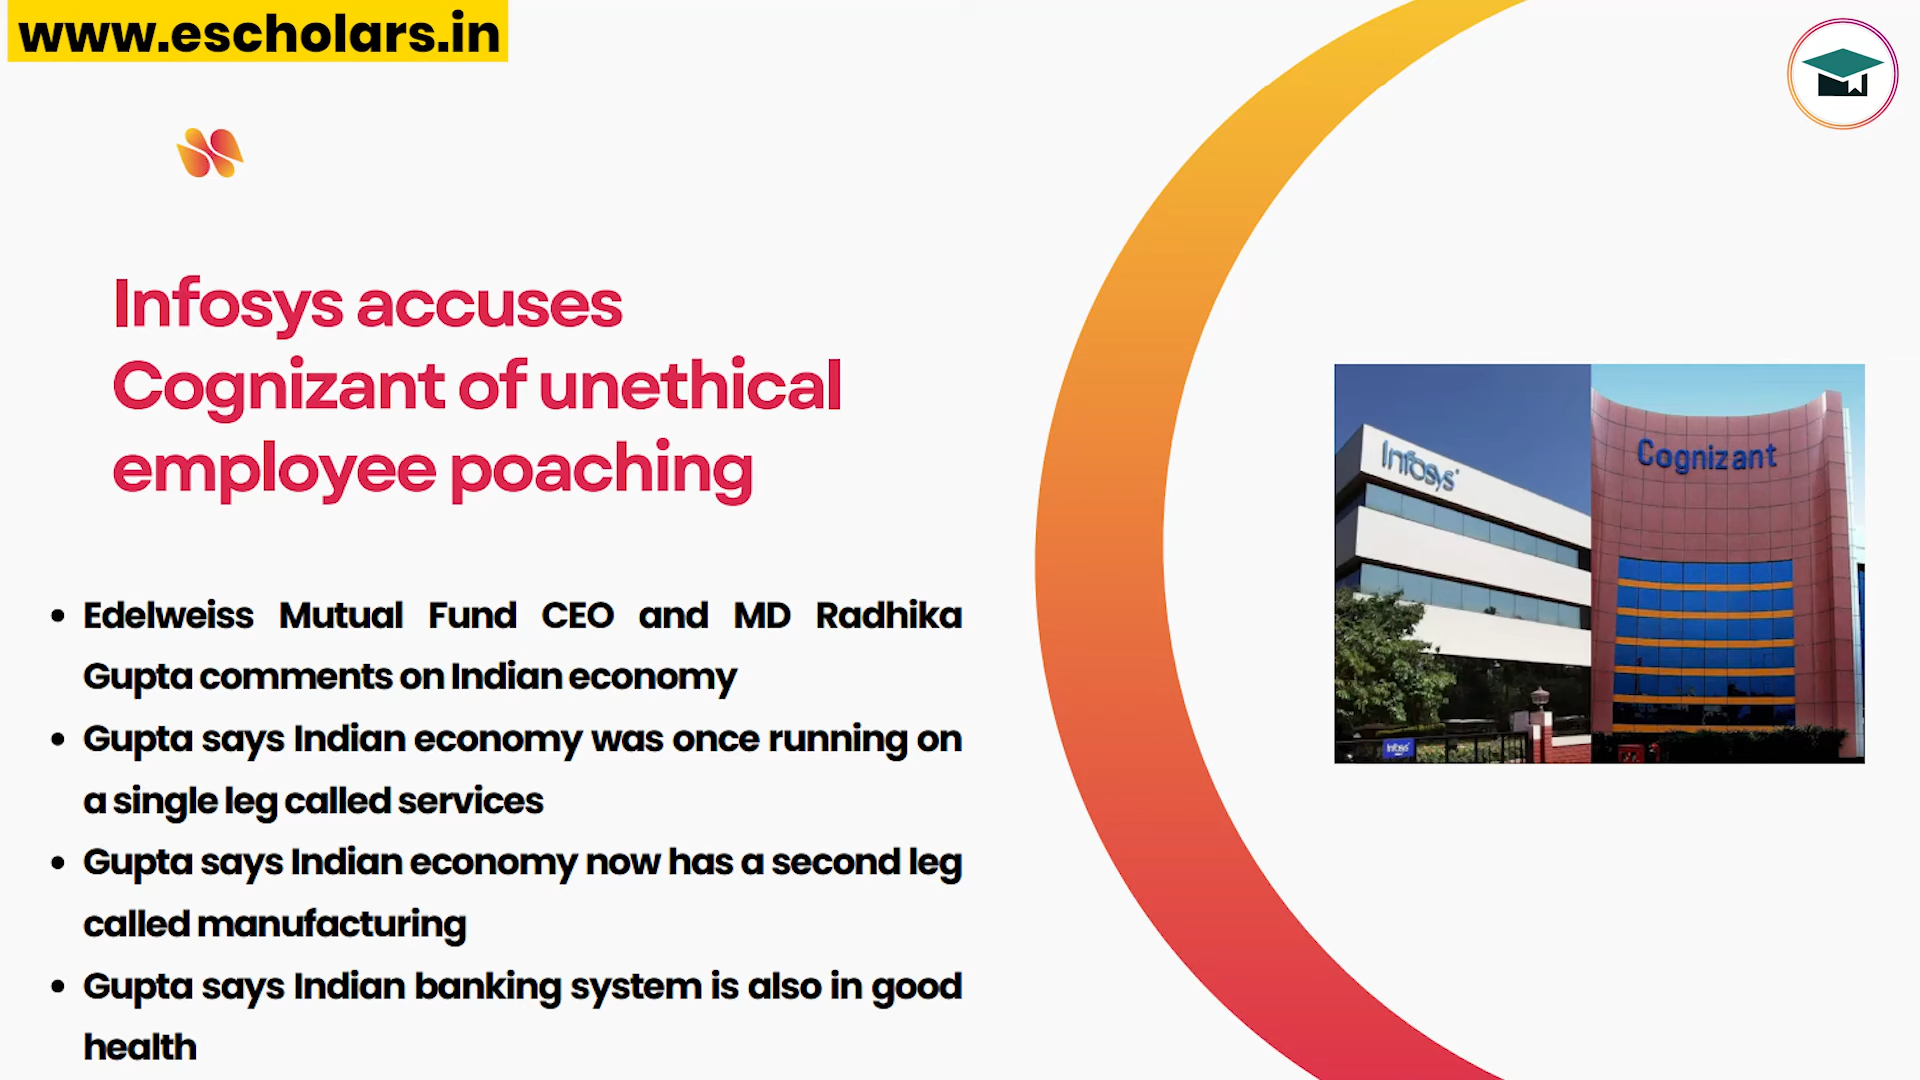 www.escholars.in
Infosys accuses
Cognizant of unethical
employee poaching
• Edelweiss Mutual Fund CEO and MD Radhika
Gupta comments on Indian economy
• Gupta says Indian economy was once running on
a single leg called services
• Gupta says Indian economy now has a second leg
called manufacturing
• Gupta says Indian banking system is also in good
health
Infosys
Cognizant
Infosys